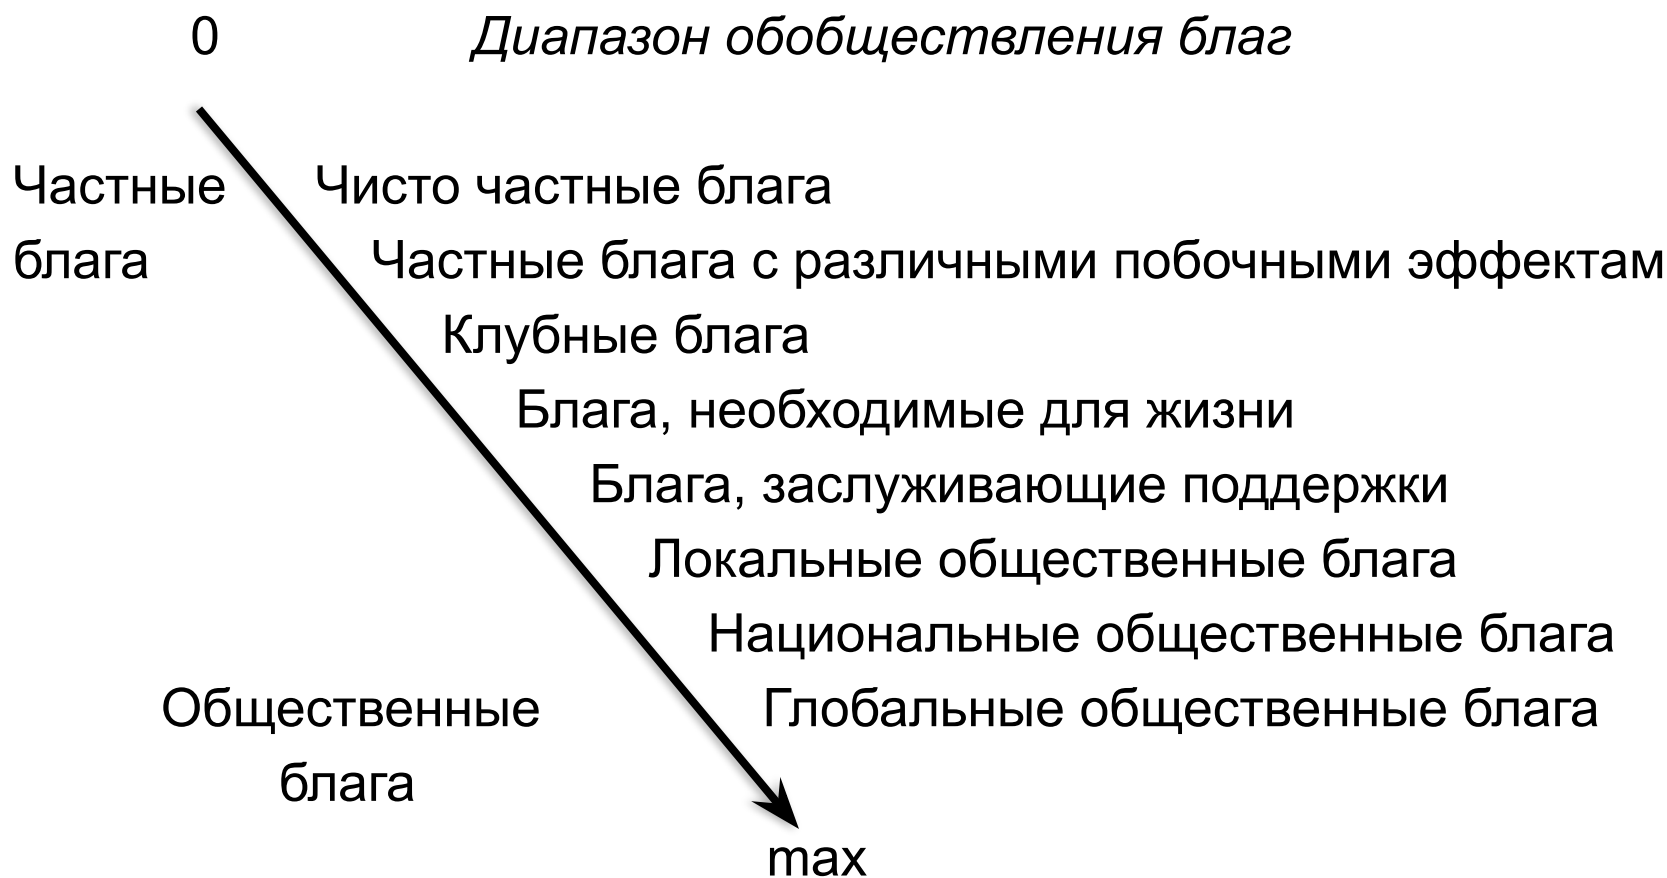 0 Диапазон обобществления благ
Частные Чисто частные блага
блага Частные блага с различными побочными эффектам
Клубные блага
Блага, необходимые для жизни
Блага, заслуживающие поддержки
Локальные общественные блага
Национальные общественные блага
Общественные Глобальные общественные блага
блага
max